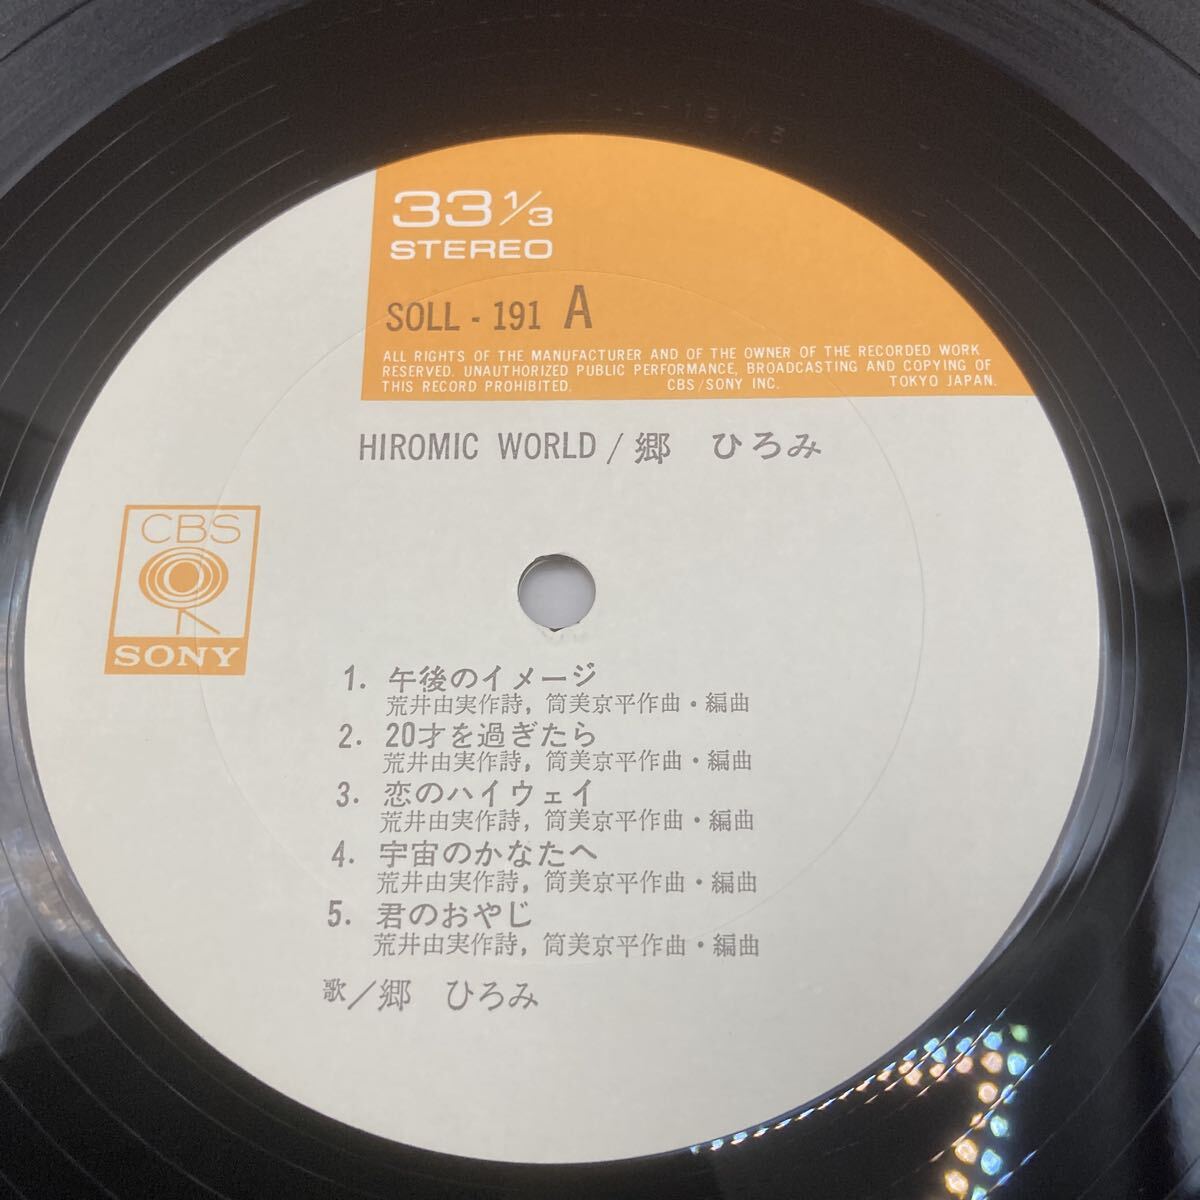 33 1/3
STEREO
SOLL - 191 A
ALL RIGHTS OF THE MANUFACTURER AND OF THE OWNER OF THE RECORDED WORK
RESERVED. UNAUTHORIZED PUBLIC PERFORMANCE, BROADCASTING AND COPYING OF
THIS RECORD PROHIBITED. CBS/SONY INC. TOKYO JAPAN.
HIROMIC WORLD / 郷 ひろみ
CBS
SONY
1. 午後のイメージ
荒井由実作詩, 筒美京平作曲・編曲
2. 20才を過ぎたら
荒井由実作詩, 筒美京平作曲・編曲
3. 恋のハイウェイ
荒井由実作詩, 筒美京平作曲・編曲
4. 宇宙のかなたへ
荒井由実作詩, 筒美京平作曲・編曲
5. 君のおやじ
荒井由実作詩, 筒美京平作曲・編曲
歌/郷 ひろみ